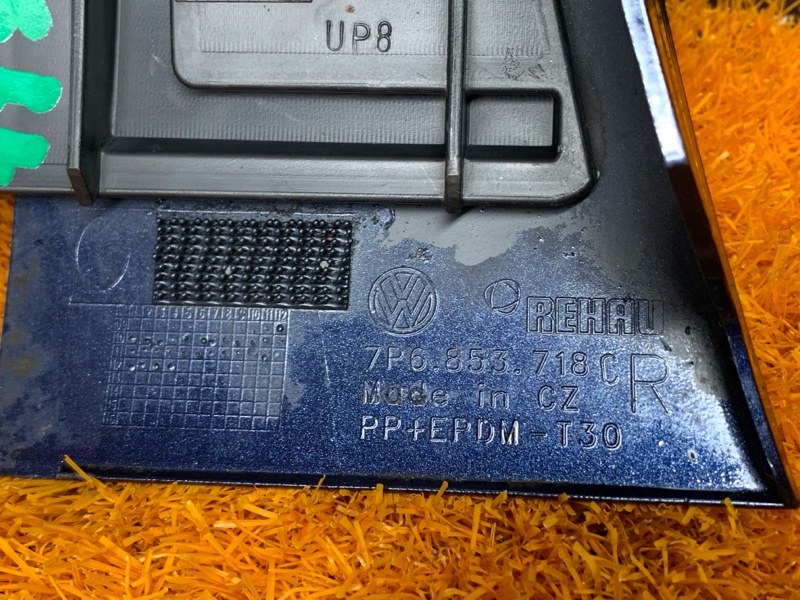 UP8
C
REHAU
7P6.853.718 C R
Made in CZ
PP+EPDM-T30